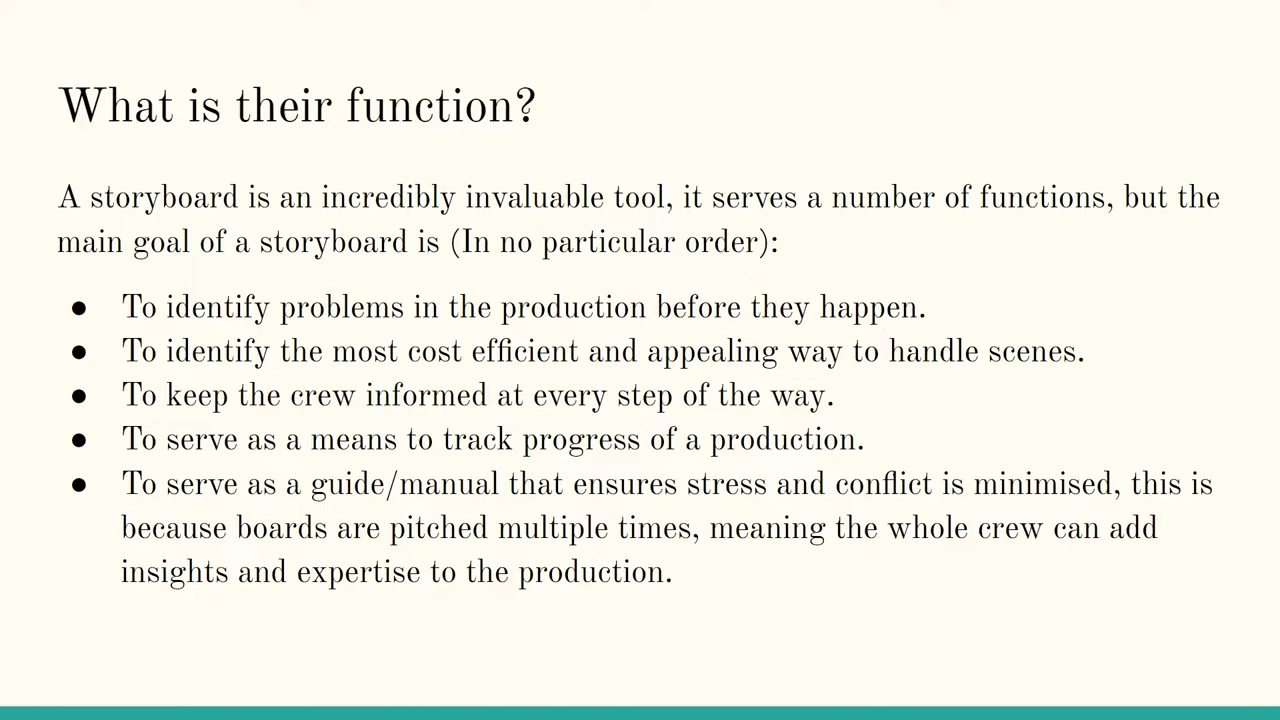 What is their function?
A storyboard is an incredibly invaluable tool, it serves a number of functions, but the
main goal of a storyboard is (In no particular order):
● To identify problems in the production before they happen.
● To identify the most cost efficient and appealing way to handle scenes.
● To keep the crew informed at every step of the way.
● To serve as a means to track progress of a production.
● To serve as a guide/manual that ensures stress and conflict is minimised, this is
because boards are pitched multiple times, meaning the whole crew can add
insights and expertise to the production.